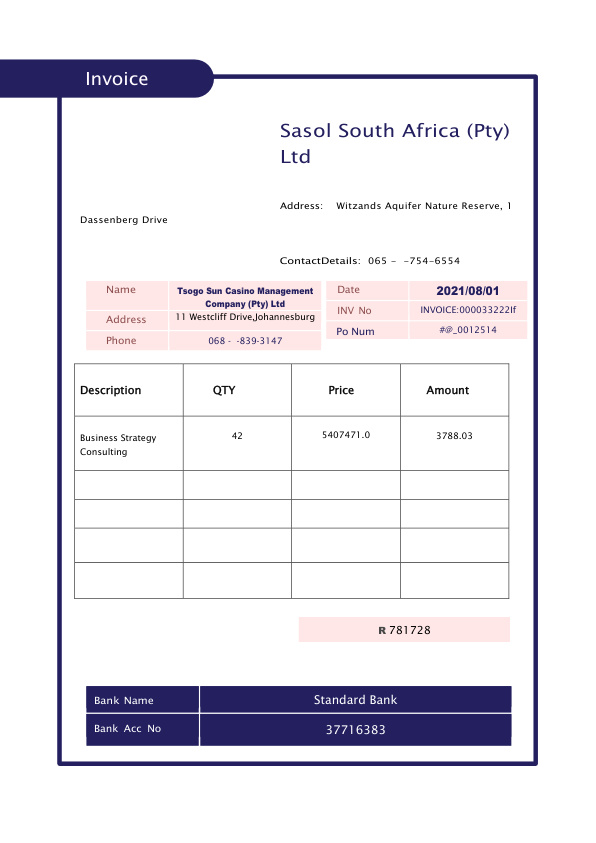 Invoice
Sasol South Africa (Pty)
Ltd
Address: Witzands Aquifer Nature Reserve, 1
Dassenberg Drive
ContactDetails: 065 – –754–6554
Name Tsogo Sun Casino Management
Company (Pty) Ltd
Address 11 Westcliff Drive,Johannesburg
Phone 068 - -839-3147
Date 2021/08/01
INV No INVOICE:000033222lf
Po Num #@_0012514
Description QTY Price Amount
Business Strategy 42 5407471.0 3788.03
Consulting
R 781728
Bank Name Standard Bank
Bank Acc No 37716383